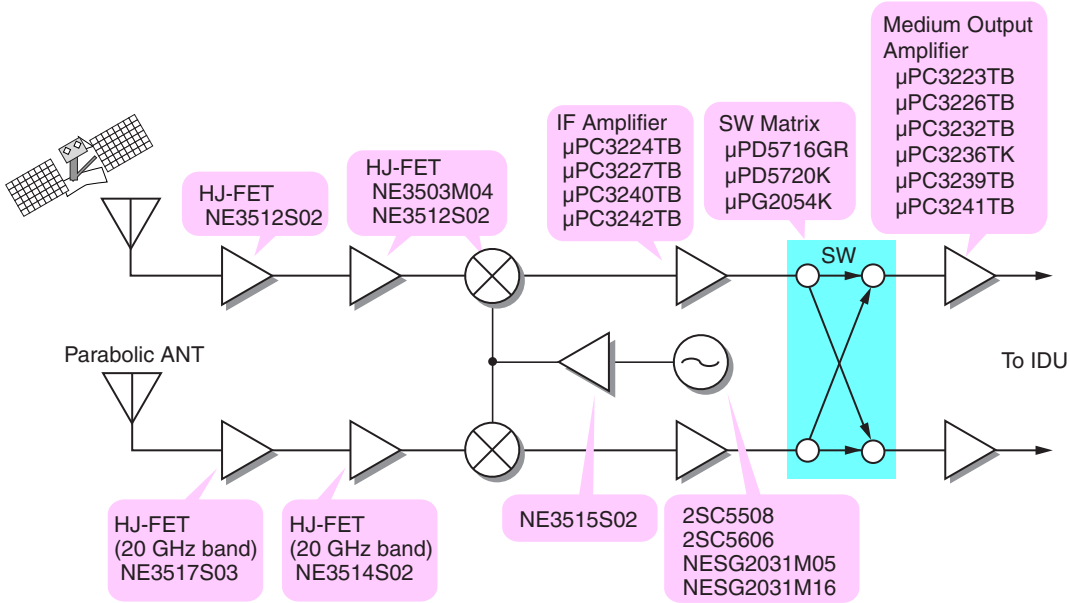 Medium Output
Amplifier
µPC3223TB
µPC3226TB
µPC3232TB
µPC3236TK
µPC3239TB
µPC3241TB
IF Amplifier
µPC3224TB
µPC3227TB
µPC3240TB
µPC3242TB
SW Matrix
µPD5716GR
µPD5720K
µPG2054K
HJ-FET
NE3503M04
NE3512S02
HJ-FET
NE3512S02
SW
Parabolic ANT
To IDU
HJ-FET
(20 GHz band)
NE3517S03
HJ-FET
(20 GHz band)
NE3514S02
NE3515S02
2SC5508
2SC5606
NESG2031M05
NESG2031M16